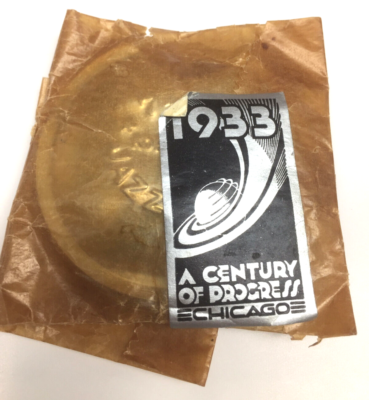 1933
A CENTURY
OF PROGRESS
CHICAGO